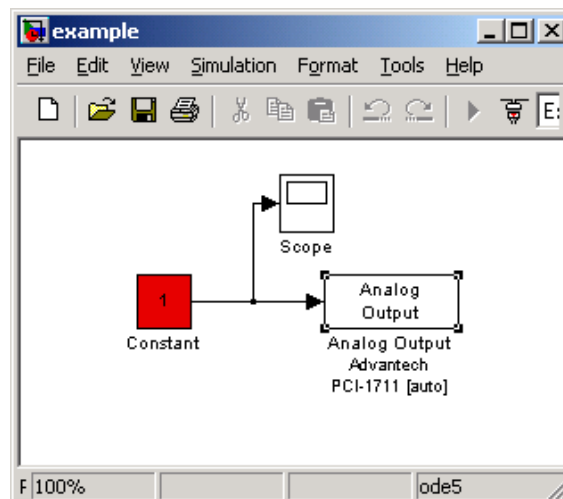 example
File Edit View Simulation Format Tools Help
E:
Scope
1
Constant
Analog
Output
Analog Output
Advantech
PCI-1711 [auto]
F 100%
ode5